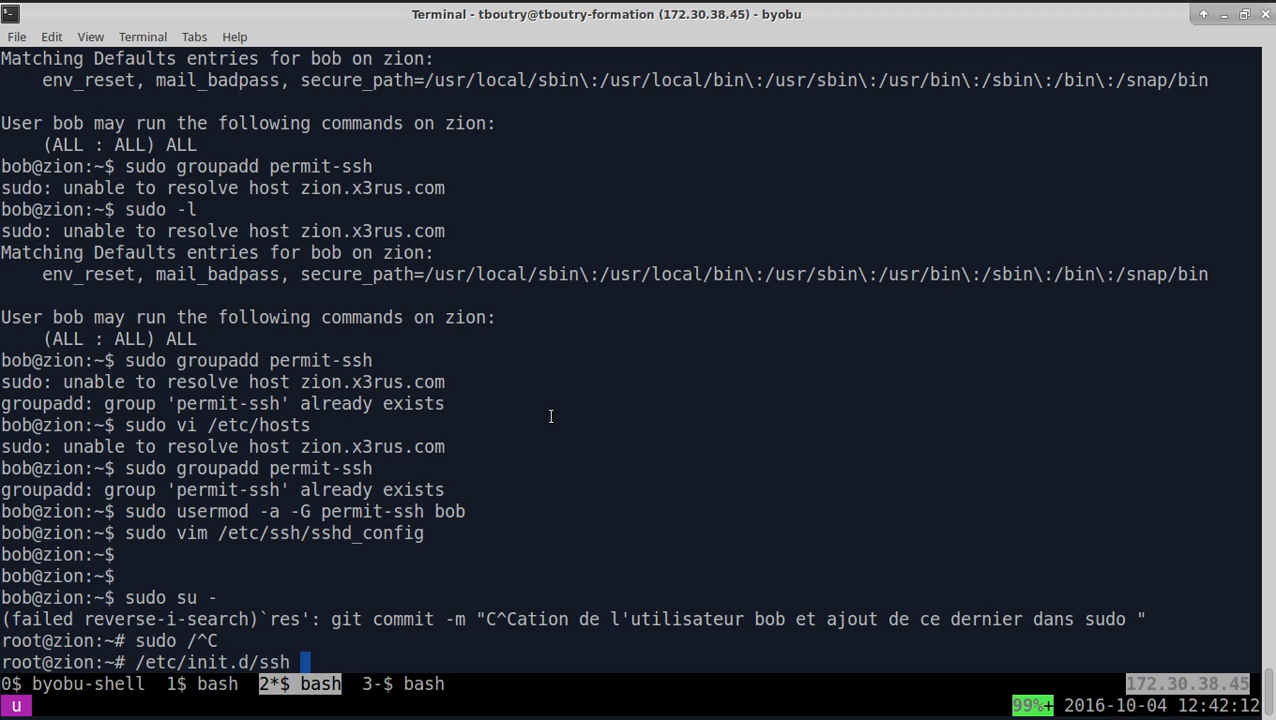 Terminal - tboutry@tboutry-formation (172.30.38.45) - byobu
File Edit View Terminal Tabs Help
Matching Defaults entries for bob on zion:
    env_reset, mail_badpass, secure_path=/usr/local/sbin\:/usr/local/bin\:/usr/sbin\:/usr/bin\:/sbin\:/bin\:/snap/bin
User bob may run the following commands on zion:
    (ALL : ALL) ALL
bob@zion:~$ sudo groupadd permit-ssh
sudo: unable to resolve host zion.x3rus.com
bob@zion:~$ sudo -l
sudo: unable to resolve host zion.x3rus.com
Matching Defaults entries for bob on zion:
    env_reset, mail_badpass, secure_path=/usr/local/sbin\:/usr/local/bin\:/usr/sbin\:/usr/bin\:/sbin\:/bin\:/snap/bin
User bob may run the following commands on zion:
    (ALL : ALL) ALL
bob@zion:~$ sudo groupadd permit-ssh
sudo: unable to resolve host zion.x3rus.com
groupadd: group 'permit-ssh' already exists
bob@zion:~$ sudo vi /etc/hosts
sudo: unable to resolve host zion.x3rus.com
bob@zion:~$ sudo groupadd permit-ssh
groupadd: group 'permit-ssh' already exists
bob@zion:~$ sudo usermod -a -G permit-ssh bob
bob@zion:~$ sudo vim /etc/ssh/sshd_config
bob@zion:~$
bob@zion:~$
bob@zion:~$ sudo su -
(failed reverse-i-search)`res': git commit -m "C^Cation de l'utilisateur bob et ajout de ce dernier dans sudo "
root@zion:~# sudo /^C
root@zion:~# /etc/init.d/ssh
0$ byobu-shell 1$ bash 2*$ bash 3-$ bash 172.30.38.45
u 99%+ 2016-10-04 12:42:12